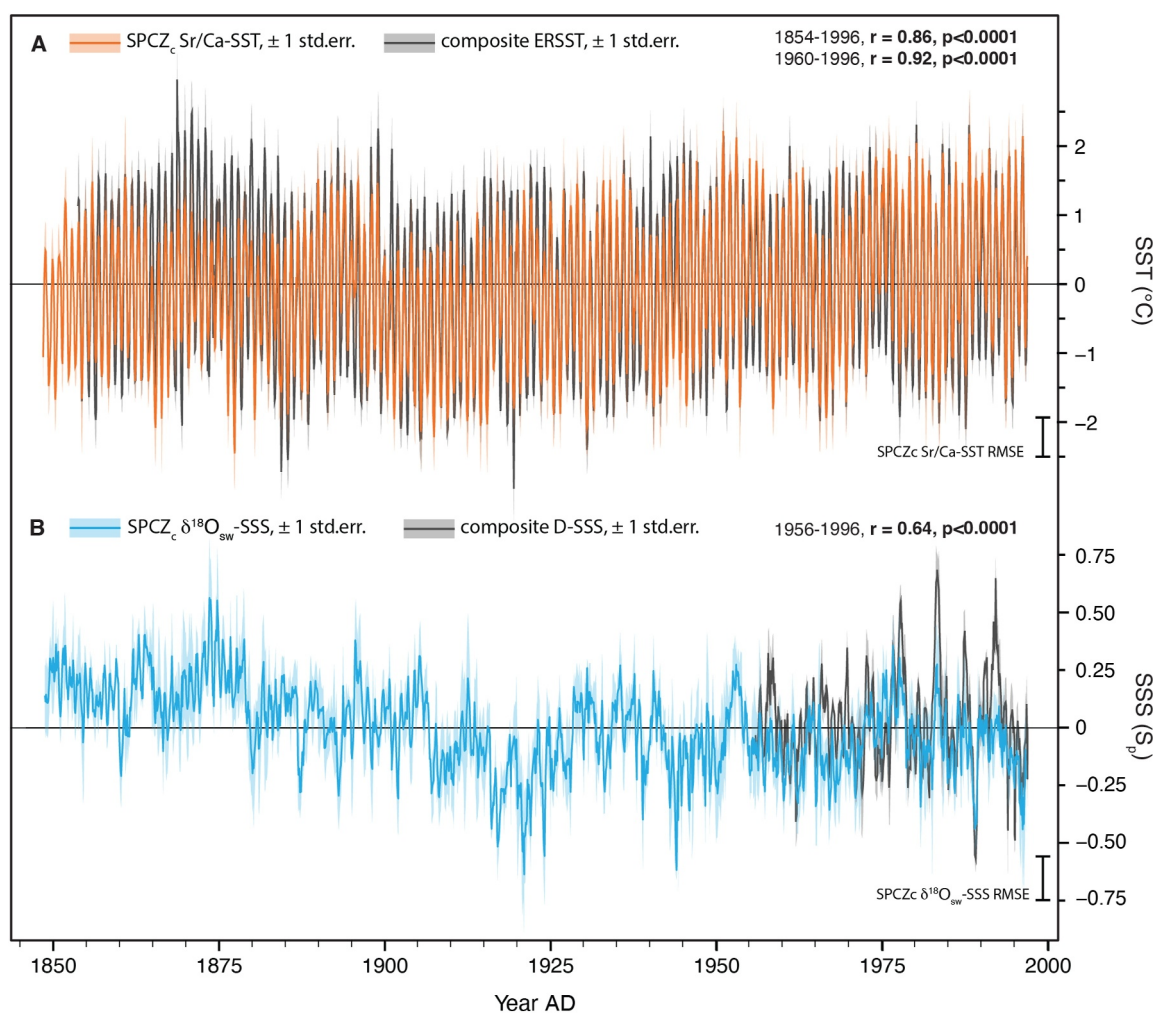 A SPCZc Sr/Ca-SST, ± 1 std.err. composite ERSST, ± 1 std.err. 1854-1996, r = 0.86, p<0.0001
1960-1996, r = 0.92, p<0.0001
2
1
0
−1
−2
SST (°C)
SPCZc Sr/Ca-SST RMSE
B SPCZc δ18Osw-SSS, ± 1 std.err. composite D-SSS, ± 1 std.err. 1956-1996, r = 0.64, p<0.0001
0.75
0.50
0.25
0
−0.25
−0.50
−0.75
SSS (Sp)
SPCZc δ18Osw-SSS RMSE
1850 1875 1900 1925 1950 1975 2000
Year AD